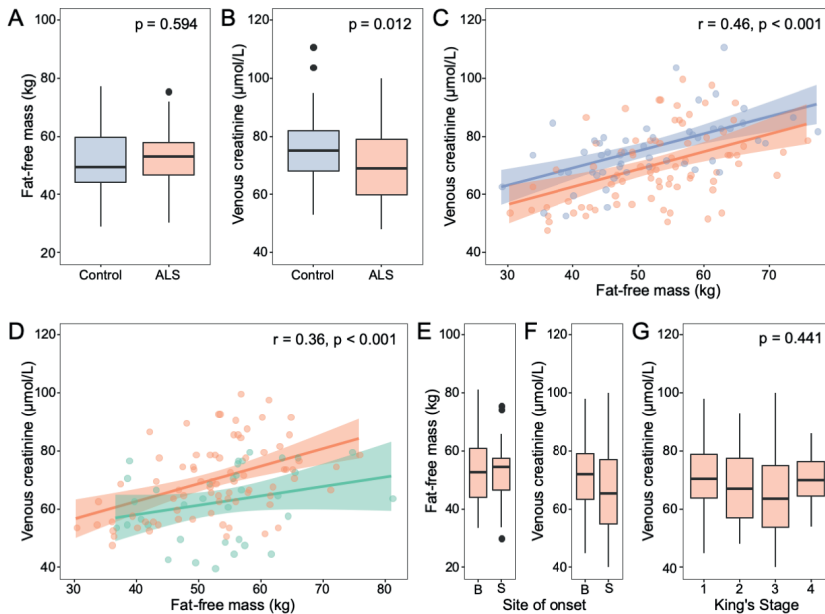 A
p = 0.594
Fat-free mass (kg)
100
80
60
40
20
Control
ALS
B
p = 0.012
Venous creatinine (μmol/L)
120
100
80
60
40
Control
ALS
C
r = 0.46, p < 0.001
Venous creatinine (μmol/L)
120
100
80
60
40
30
40
50
60
70
Fat-free mass (kg)
D
r = 0.36, p < 0.001
Venous creatinine (μmol/L)
120
100
80
60
40
30
40
50
60
70
80
Fat-free mass (kg)
E
Fat-free mass (kg)
100
80
60
40
20
B
S
F
Venous creatinine (μmol/L)
120
100
80
60
40
B
S
Site of onset
G
p = 0.441
Venous creatinine (μmol/L)
120
100
80
60
40
1
2
3
4
King's Stage